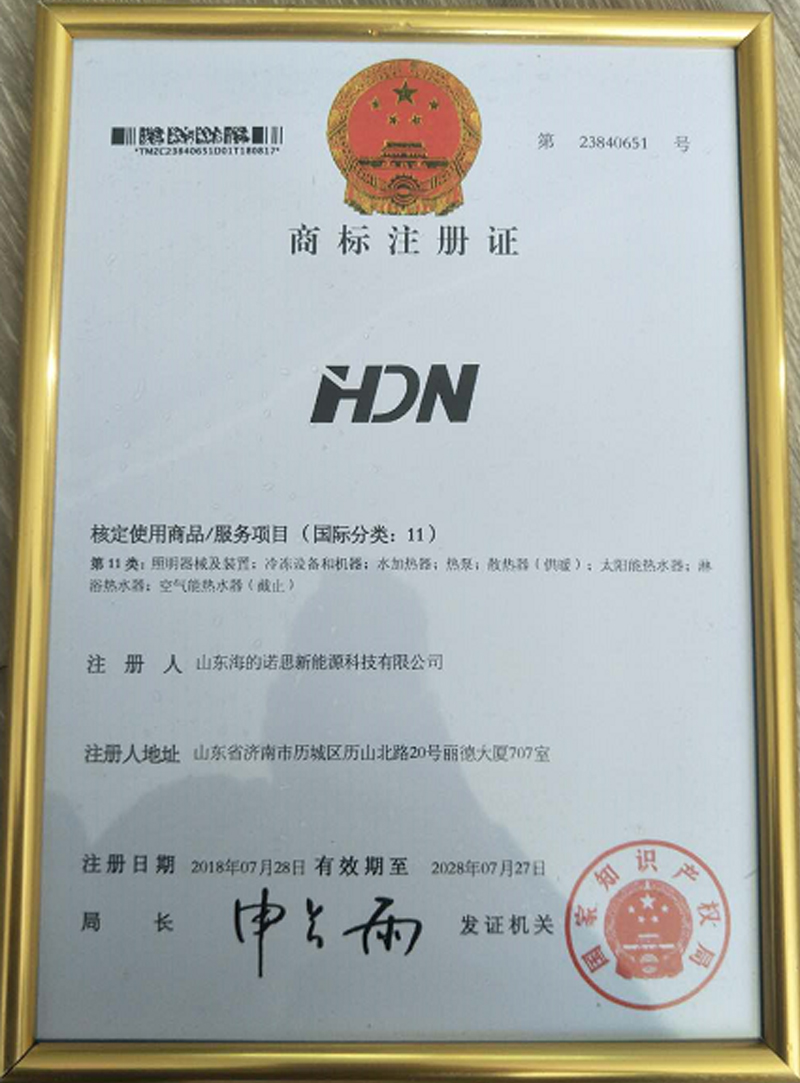 *TMZC23840651D01T180817*
第 23840651 号
商标注册证
HDN
核定使用商品/服务项目（国际分类：11）
第11类：照明器械及装置；冷冻设备和机器；水加热器；热泵；散热器（供暖）；太阳能热水器；淋
浴热水器；空气能热水器（截止）
注 册 人 山东海的诺思新能源科技有限公司
注册人地址 山东省济南市历城区历山北路20号丽德大厦707室
注册日期 2018年07月28日 有效期至 2028年07月27日
局 长 申长雨 发证机关
国家知识产权局